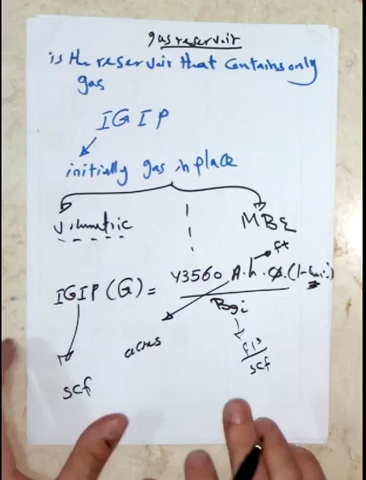 gas reservoir
is the reservoir that contains only
gas
IGIP
initially gas in place
volumetric
MBE
ft
IGIP (G) = 43560 A.h.φ.(1-Swi)
Bgi
acres
ft3
scf
scf